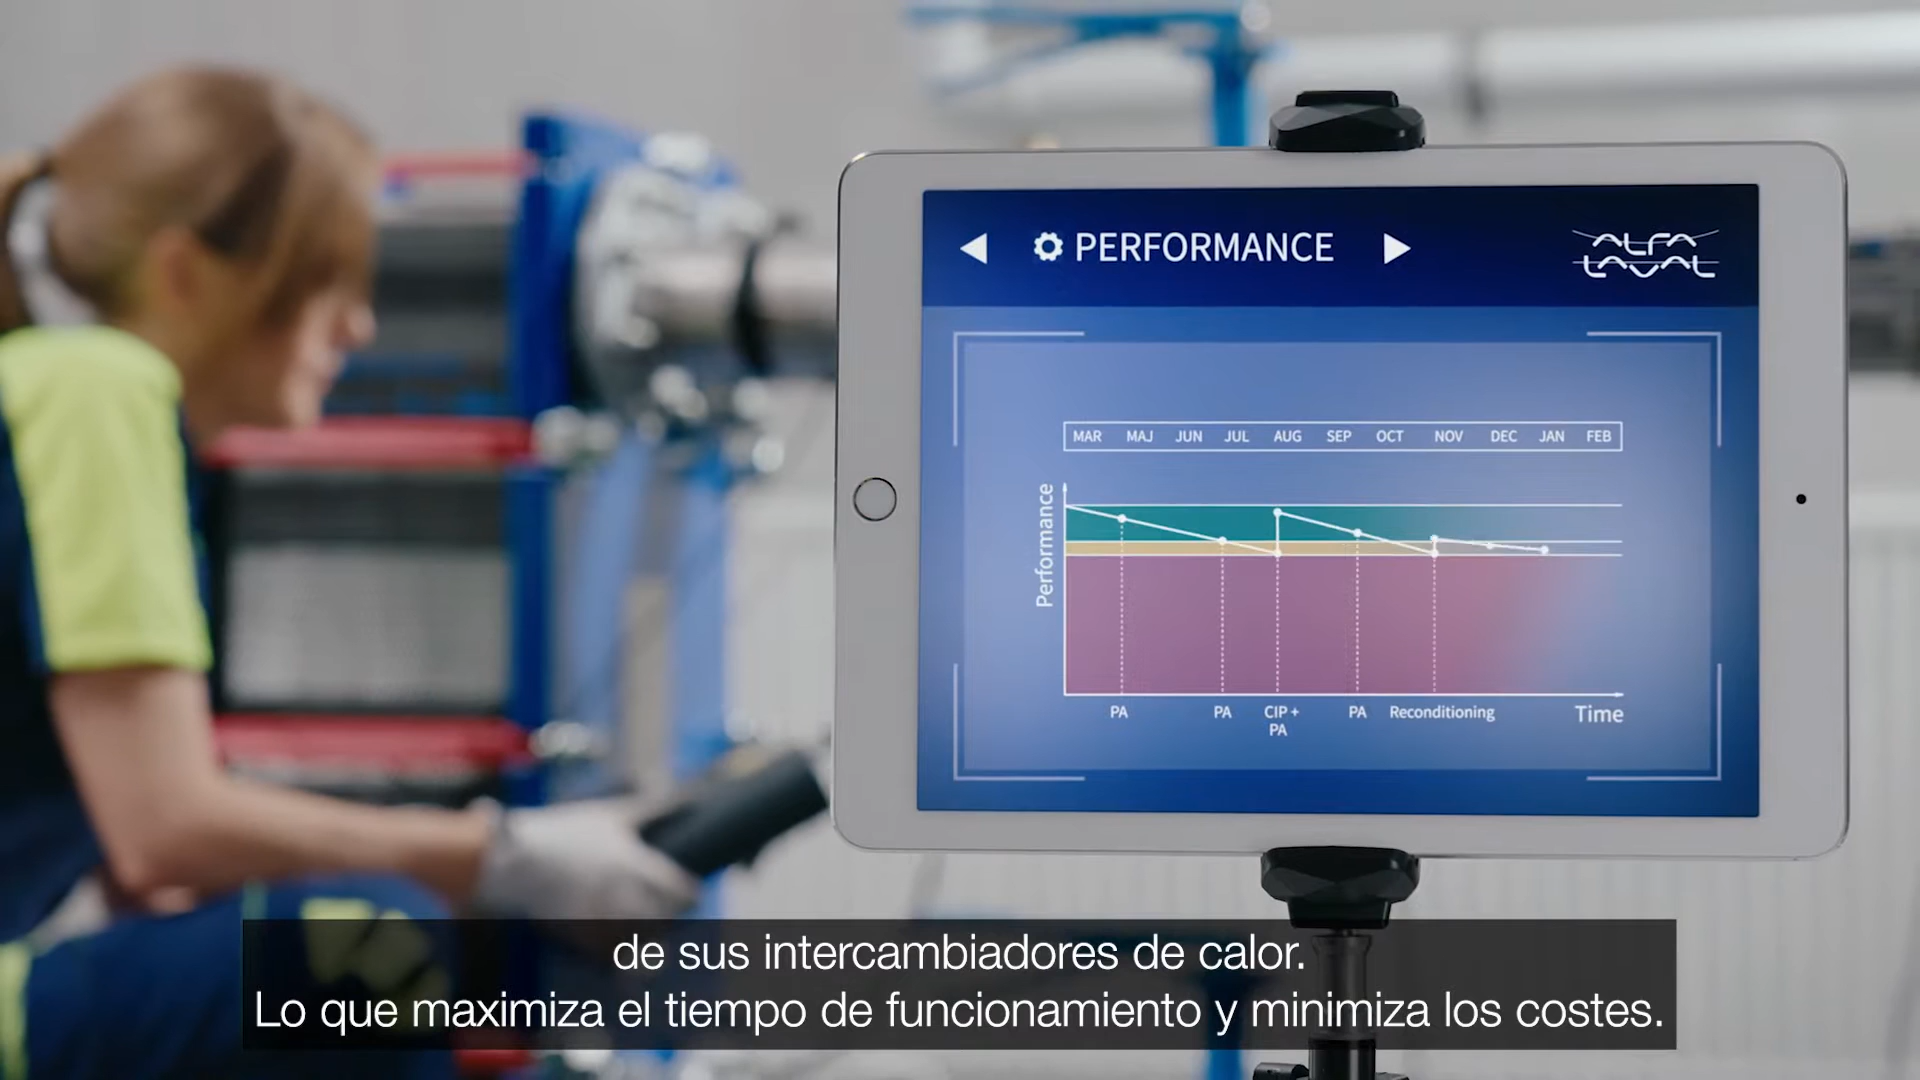 PERFORMANCE
ALFA
LAVAL
MAR MAJ JUN JUL AUG SEP OCT NOV DEC JAN FEB
Performance
PA PA CIP + PA Reconditioning Time
PA
de sus intercambiadores de calor.
Lo que maximiza el tiempo de funcionamiento y minimiza los costes.